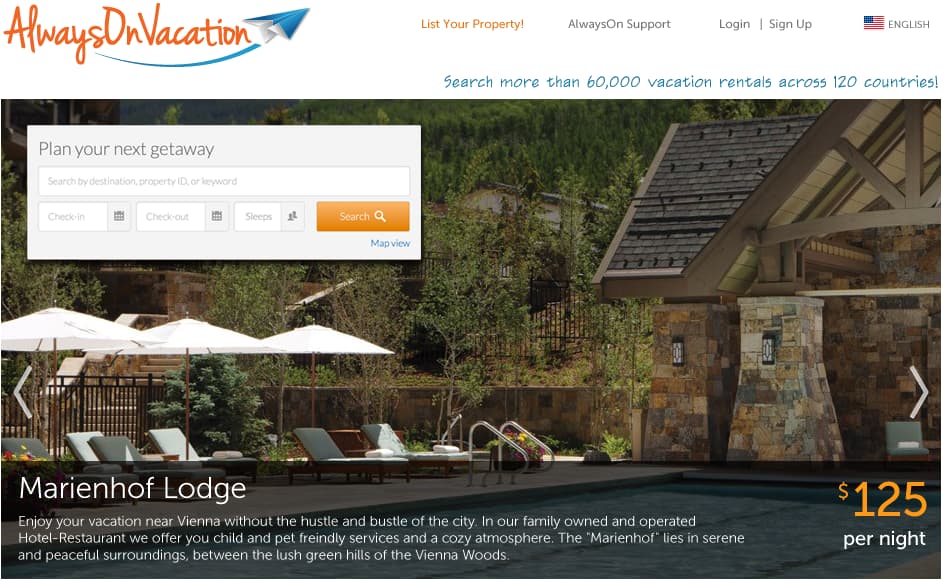 AlwaysOnVacation
List Your Property! AlwaysOn Support Login | Sign Up ENGLISH
Search more than 60,000 vacation rentals across 120 countries!
Plan your next getaway
Search by destination, property ID, or keyword
Check-in Check-out Sleeps Search
Map view
Marienhof Lodge
$125
per night
Enjoy your vacation near Vienna without the hustle and bustle of the city. In our family owned and operated
Hotel-Restaurant we offer you child and pet freindly services and a cozy atmosphere. The "Marienhof" lies in serene
and peaceful surroundings, between the lush green hills of the Vienna Woods.